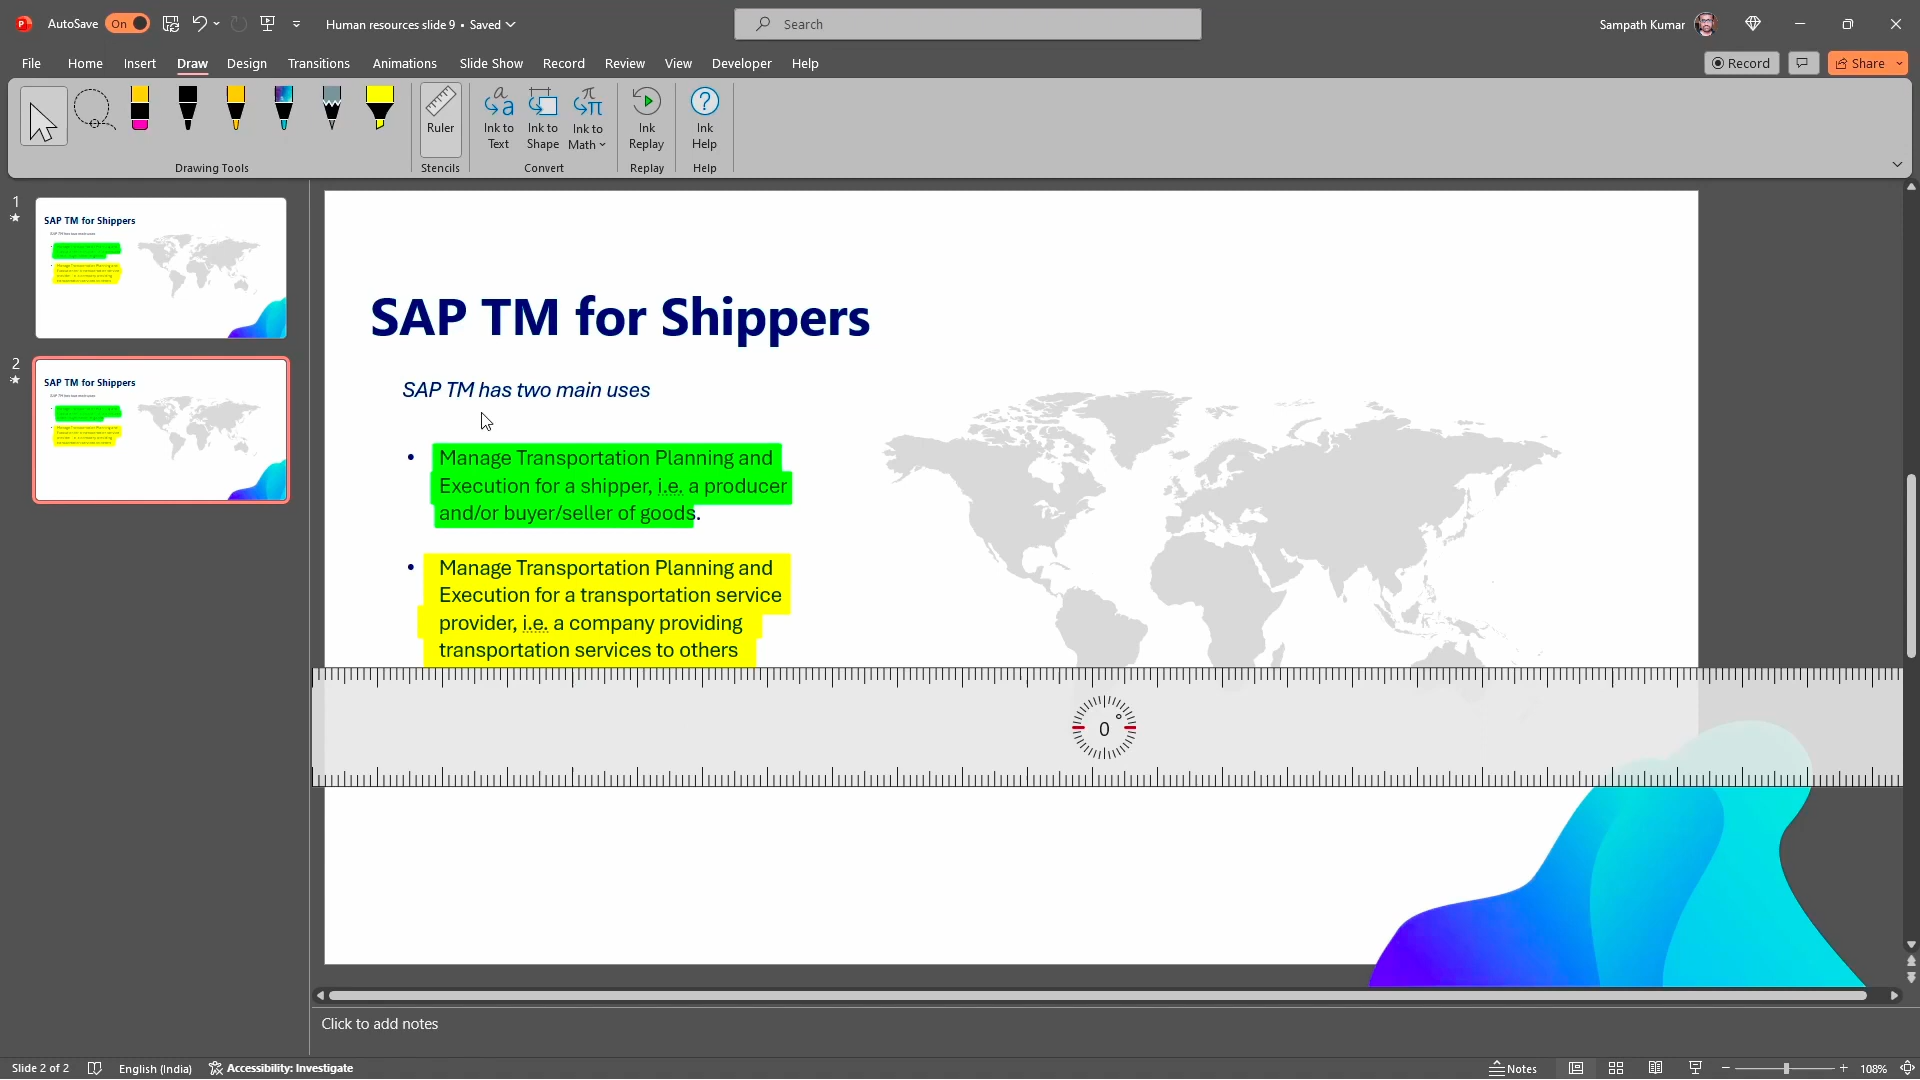 AutoSave On Human resources slide 9 • Saved Search Sampath Kumar
File Home Insert Draw Design Transitions Animations Slide Show Record Review View Developer Help Record Share
Ruler
Ink to Text
Ink to Shape
Ink to Math
Ink Replay
Ink Help
Drawing Tools Stencils Convert Replay Help
1
SAP TM for Shippers
2
SAP TM for Shippers
SAP TM for Shippers
SAP TM has two main uses
• Manage Transportation Planning and
Execution for a shipper, i.e. a producer
and/or buyer/seller of goods.
• Manage Transportation Planning and
Execution for a transportation service
provider, i.e. a company providing
transportation services to others
0°
Click to add notes
Slide 2 of 2 English (India) Accessibility: Investigate Notes 108%